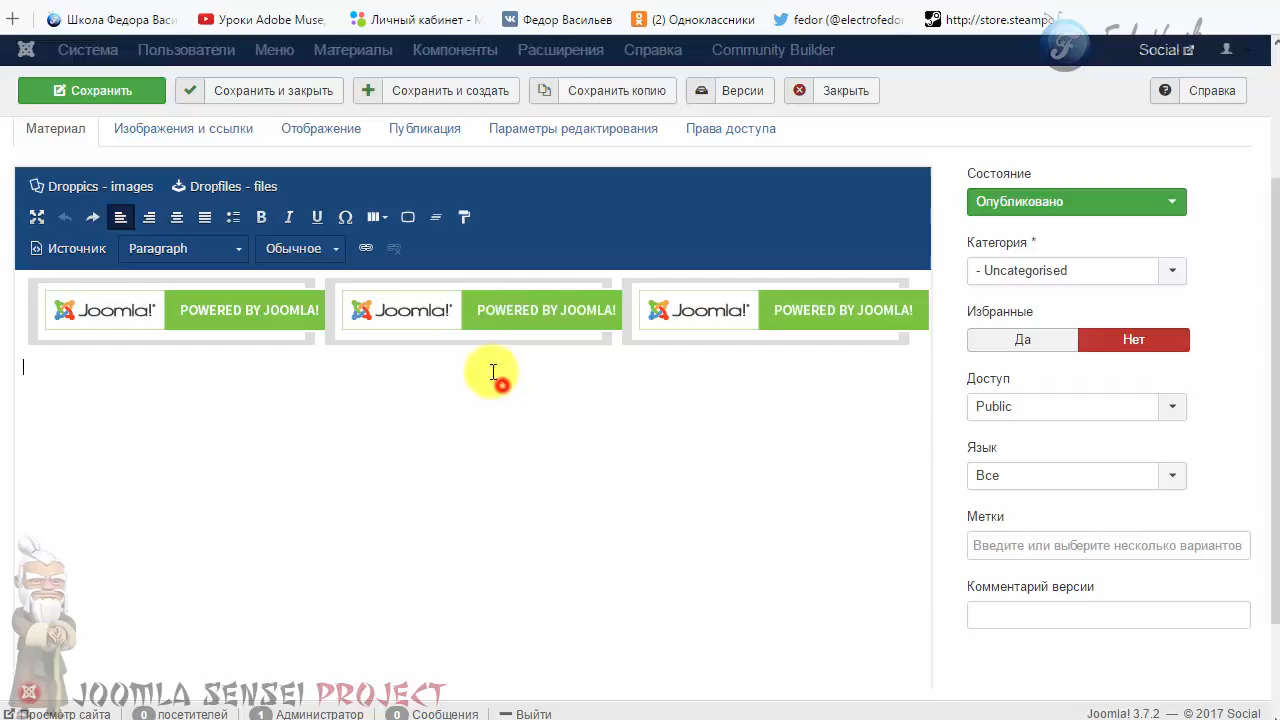 Школа Федора Васи
Уроки Adobe Muse,
Личный кабинет - М
Федор Васильев
(2) Одноклассники
fedor (@electrofedor
http://store.steampo
Система Пользователи Меню Материалы Компоненты Расширения Справка Community Builder Social
Сохранить Сохранить и закрыть Сохранить и создать Сохранить копию Версии Закрыть Справка
Материал Изображения и ссылки Отображение Публикация Параметры редактирования Права доступа
Droppics - images Dropfiles - files
B I U Ω
Источник Paragraph Обычное
Joomla!® POWERED BY JOOMLA! Joomla!® POWERED BY JOOMLA! Joomla!® POWERED BY JOOMLA!
Состояние
Опубликовано
Категория *
- Uncategorised
Избранные
Да Нет
Доступ
Public
Язык
Все
Метки
Введите или выберите несколько вариантов
Комментарий версии
JOOMLA SENSEI PROJECT
Просмотр сайта 0 посетителей 1 Администратор 0 Сообщения Выйти Joomla! 3.7.2 — © 2017 Social